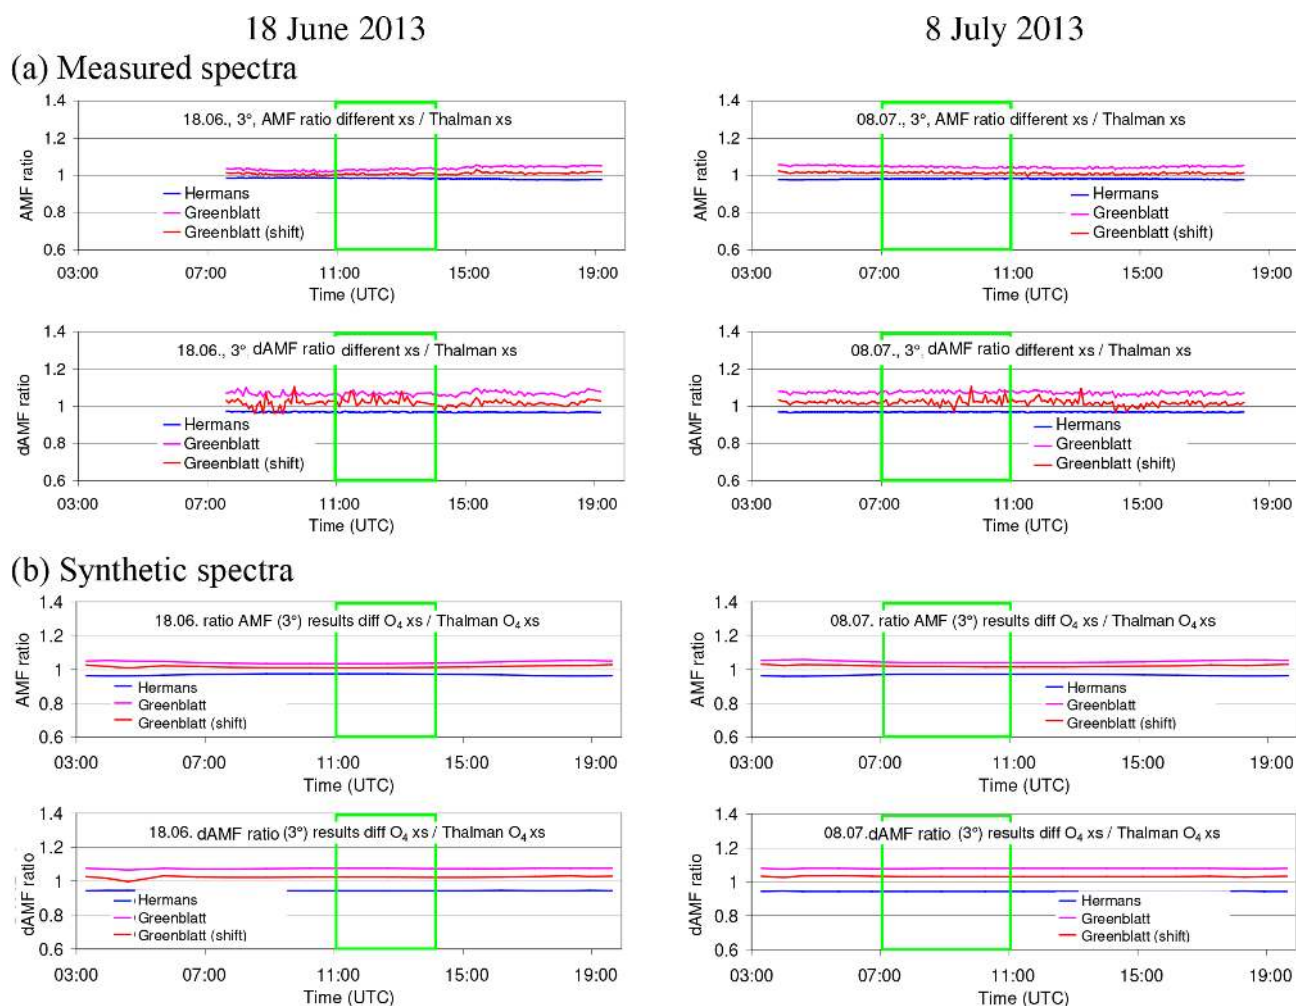 18 June 2013
8 July 2013
(a) Measured spectra
1.4
18.06., 3°, AMF ratio different xs / Thalman xs
1.2
1
0.8
0.6
AMF ratio
Hermans
Greenblatt
Greenblatt (shift)
03:00 07:00 11:00 15:00 19:00
Time (UTC)
1.4
08.07., 3°, AMF ratio different xs / Thalman xs
1.2
1
0.8
0.6
AMF ratio
Hermans
Greenblatt
Greenblatt (shift)
03:00 07:00 11:00 15:00 19:00
Time (UTC)
1.4
18.06., 3°, dAMF ratio different xs / Thalman xs
1.2
1
0.8
0.6
dAMF ratio
Hermans
Greenblatt
Greenblatt (shift)
03:00 07:00 11:00 15:00 19:00
Time (UTC)
1.4
08.07., 3°, dAMF ratio different xs / Thalman xs
1.2
1
0.8
0.6
dAMF ratio
Hermans
Greenblatt
Greenblatt (shift)
03:00 07:00 11:00 15:00 19:00
Time (UTC)
(b) Synthetic spectra
1.4
18.06. ratio AMF (3°) results diff O₄ xs / Thalman O₄ xs
1.2
1
0.8
0.6
AMF ratio
Hermans
Greenblatt
Greenblatt (shift)
03:00 07:00 11:00 15:00 19:00
Time (UTC)
1.4
08.07. ratio AMF (3°) results diff O₄ xs / Thalman O₄ xs
1.2
1
0.8
0.6
AMF ratio
Hermans
Greenblatt
Greenblatt (shift)
03:00 07:00 11:00 15:00 19:00
Time (UTC)
1.4
18.06. dAMF ratio (3°) results diff O₄ xs / Thalman O₄ xs
1.2
1
0.8
0.6
dAMF ratio
Hermans
Greenblatt
Greenblatt (shift)
03:00 07:00 11:00 15:00 19:00
Time (UTC)
1.4
08.07. dAMF ratio (3°) results diff O₄ xs / Thalman O₄ xs
1.2
1
0.8
0.6
dAMF ratio
Hermans
Greenblatt
Greenblatt (shift)
03:00 07:00 11:00 15:00 19:00
Time (UTC)